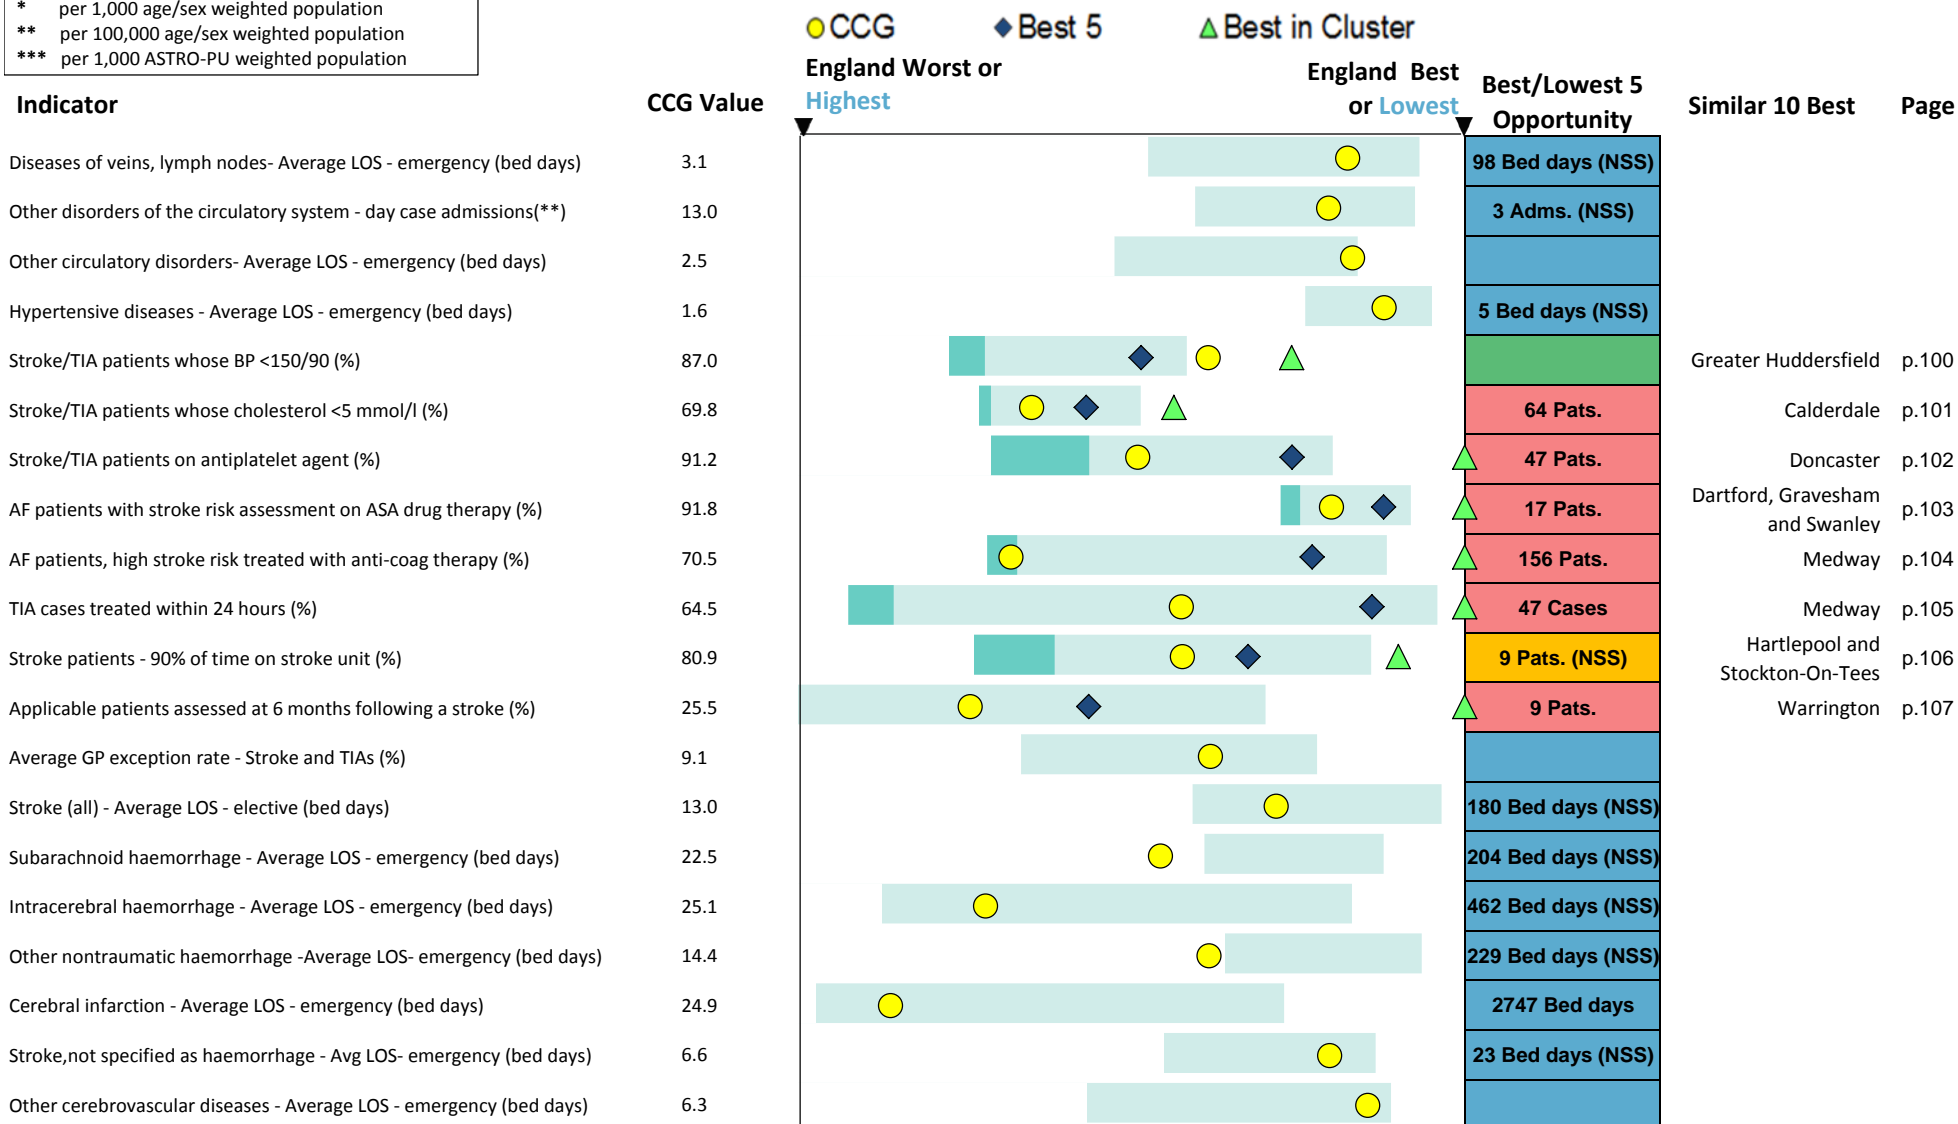 * per 1,000 age/sex weighted population
** per 100,000 age/sex weighted population
*** per 1,000 ASTRO-PU weighted population
CCG Best 5 Best in Cluster
England Worst or Highest
England Best or Lowest
Indicator CCG Value Best/Lowest 5 Opportunity Similar 10 Best Page
Diseases of veins, lymph nodes- Average LOS - emergency (bed days) 3.1 98 Bed days (NSS)
Other disorders of the circulatory system - day case admissions(**) 13.0 3 Adms. (NSS)
Other circulatory disorders- Average LOS - emergency (bed days) 2.5
Hypertensive diseases - Average LOS - emergency (bed days) 1.6 5 Bed days (NSS)
Stroke/TIA patients whose BP <150/90 (%) 87.0 Greater Huddersfield p.100
Stroke/TIA patients whose cholesterol <5 mmol/l (%) 69.8 64 Pats. Calderdale p.101
Stroke/TIA patients on antiplatelet agent (%) 91.2 47 Pats. Doncaster p.102
AF patients with stroke risk assessment on ASA drug therapy (%) 91.8 17 Pats. Dartford, Gravesham and Swanley p.103
AF patients, high stroke risk treated with anti-coag therapy (%) 70.5 156 Pats. Medway p.104
TIA cases treated within 24 hours (%) 64.5 47 Cases Medway p.105
Stroke patients - 90% of time on stroke unit (%) 80.9 9 Pats. (NSS) Hartlepool and Stockton-On-Tees p.106
Applicable patients assessed at 6 months following a stroke (%) 25.5 9 Pats. Warrington p.107
Average GP exception rate - Stroke and TIAs (%) 9.1
Stroke (all) - Average LOS - elective (bed days) 13.0 180 Bed days (NSS)
Subarachnoid haemorrhage - Average LOS - emergency (bed days) 22.5 204 Bed days (NSS)
Intracerebral haemorrhage - Average LOS - emergency (bed days) 25.1 462 Bed days (NSS)
Other nontraumatic haemorrhage -Average LOS- emergency (bed days) 14.4 229 Bed days (NSS)
Cerebral infarction - Average LOS - emergency (bed days) 24.9 2747 Bed days
Stroke,not specified as haemorrhage - Avg LOS- emergency (bed days) 6.6 23 Bed days (NSS)
Other cerebrovascular diseases - Average LOS - emergency (bed days) 6.3